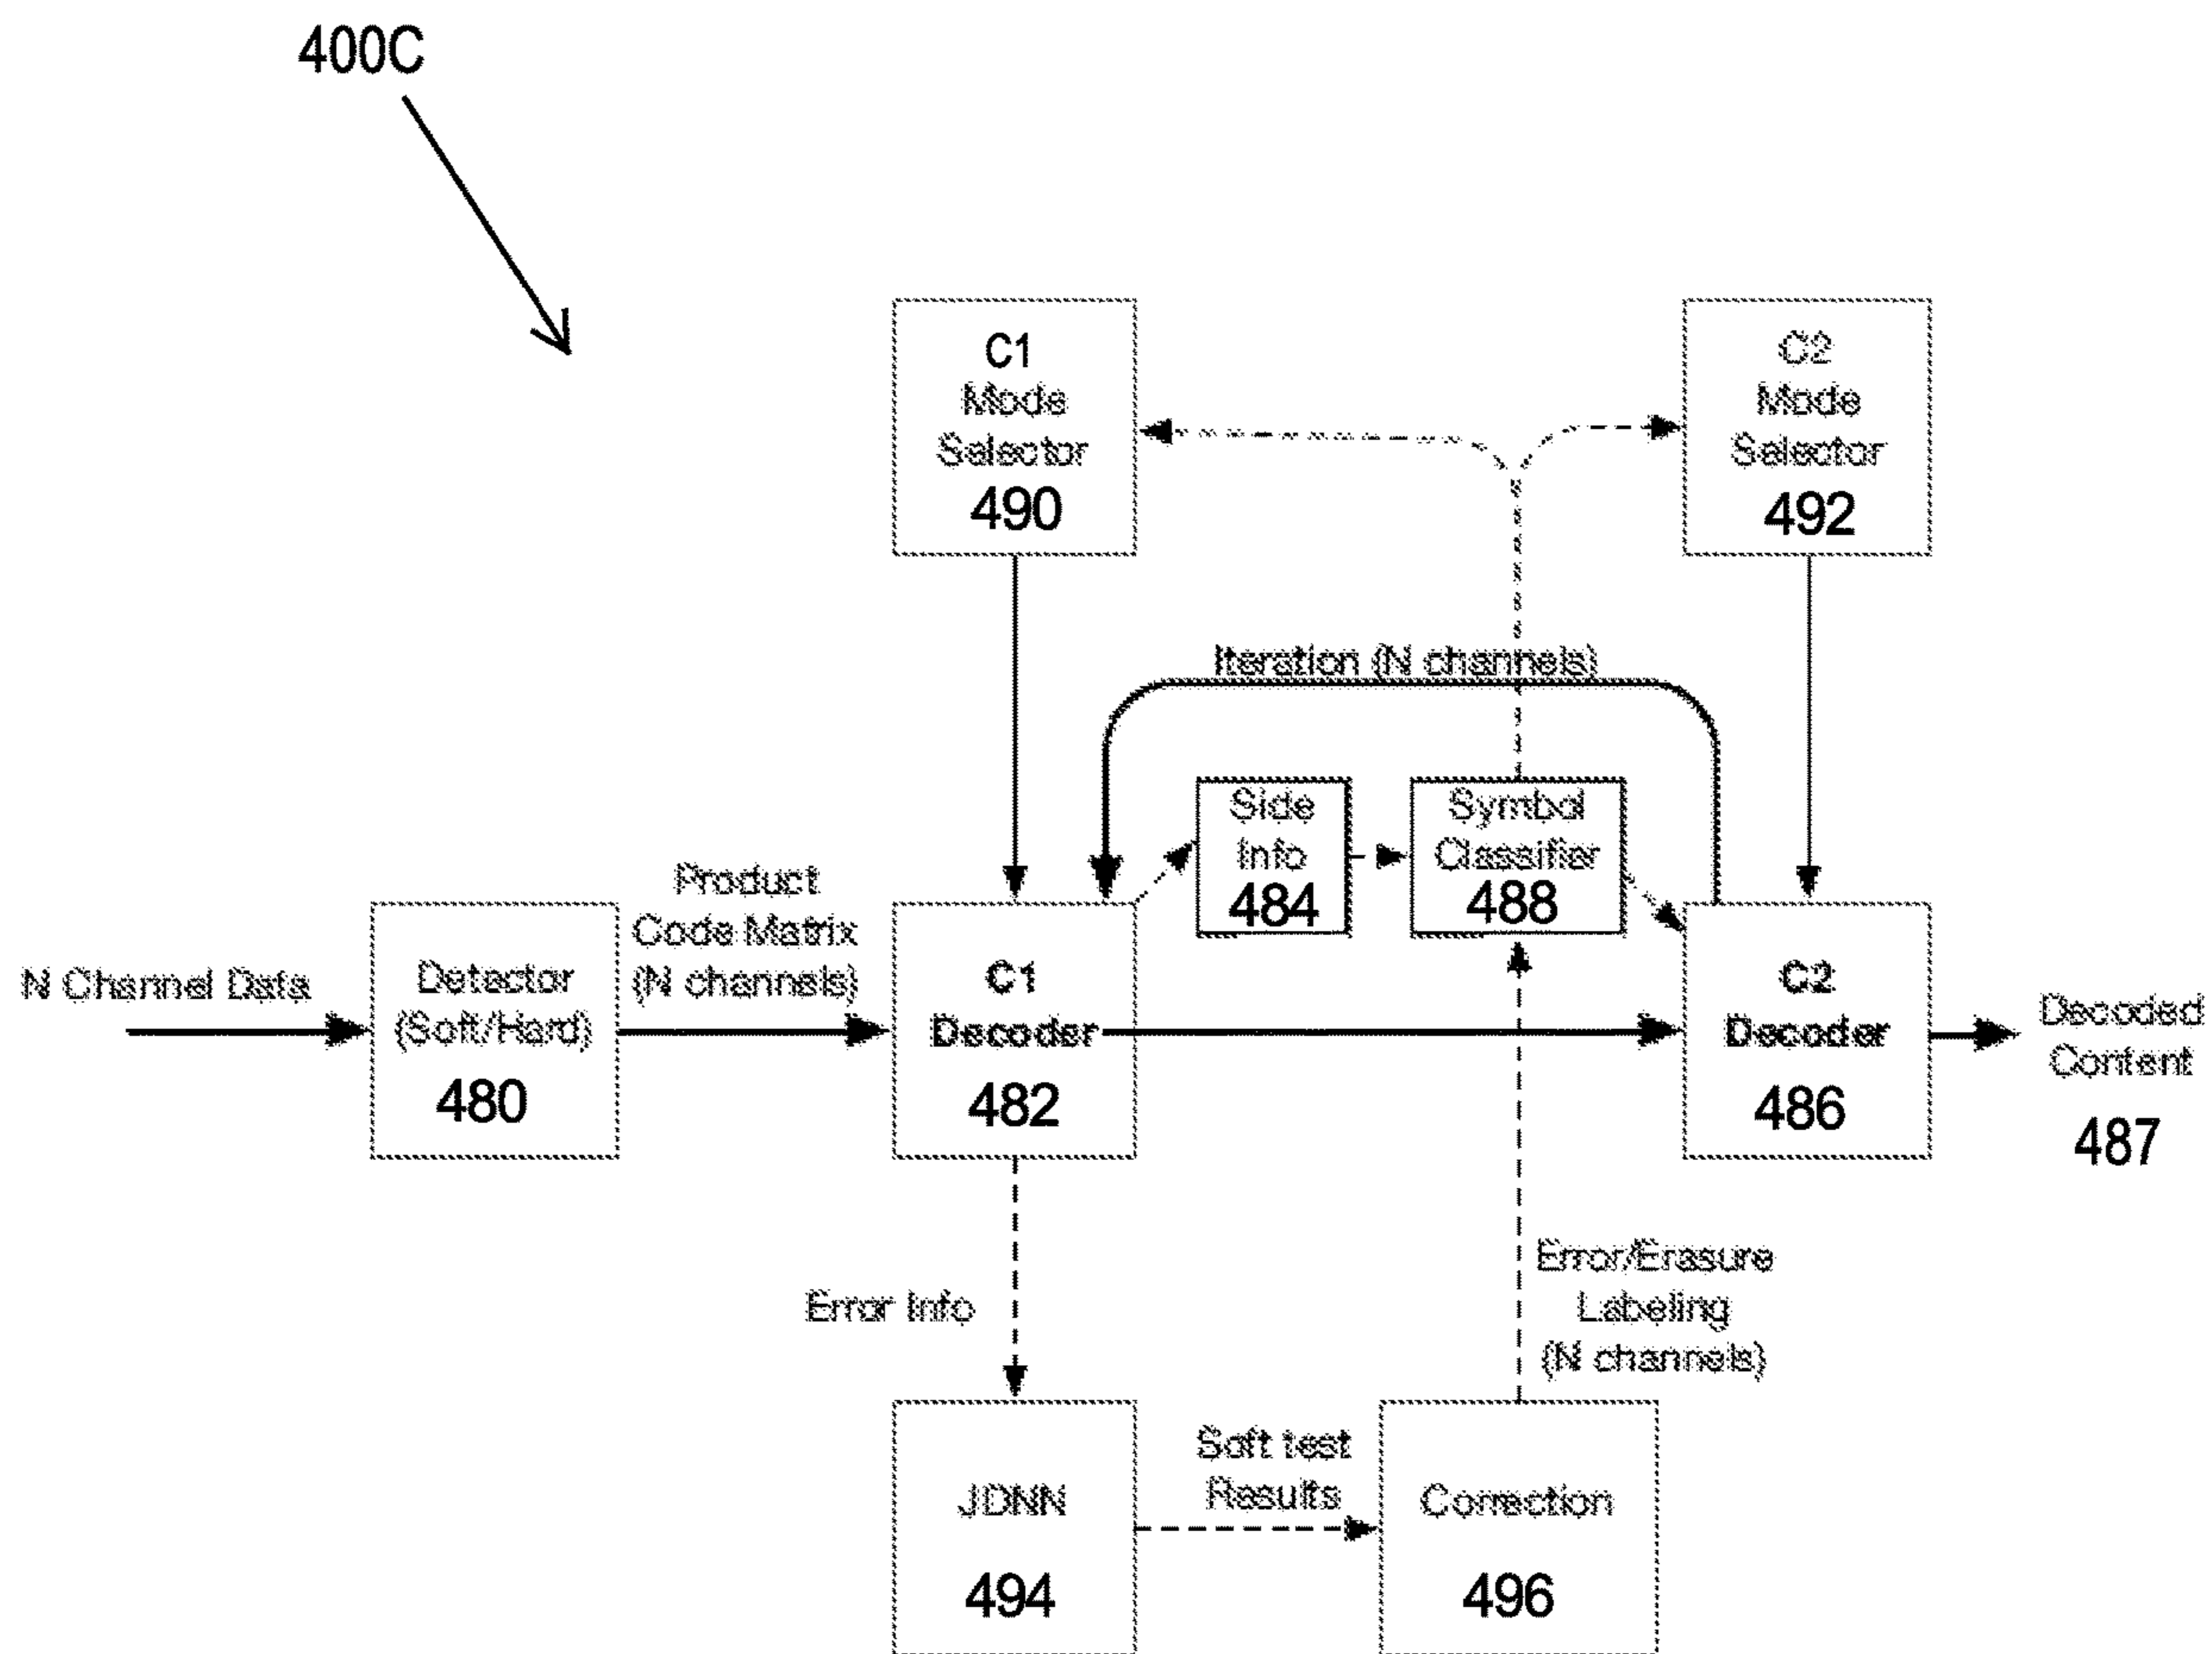 400C
C1
Mode
Selector
490
C2
Mode
Selector
492
Iteration (N channels)
Side
Info
484
Symbol
Classifier
488
Product
Code Matrix
(N channels)
N Channel Data
Detector
(Soft/Hard)
480
C1
Decoder
482
C2
Decoder
486
Decoded
Content
487
Error Info
Error/Erasure
Labeling
(N channels)
JDNN
494
Soft test
Results
Correction
496